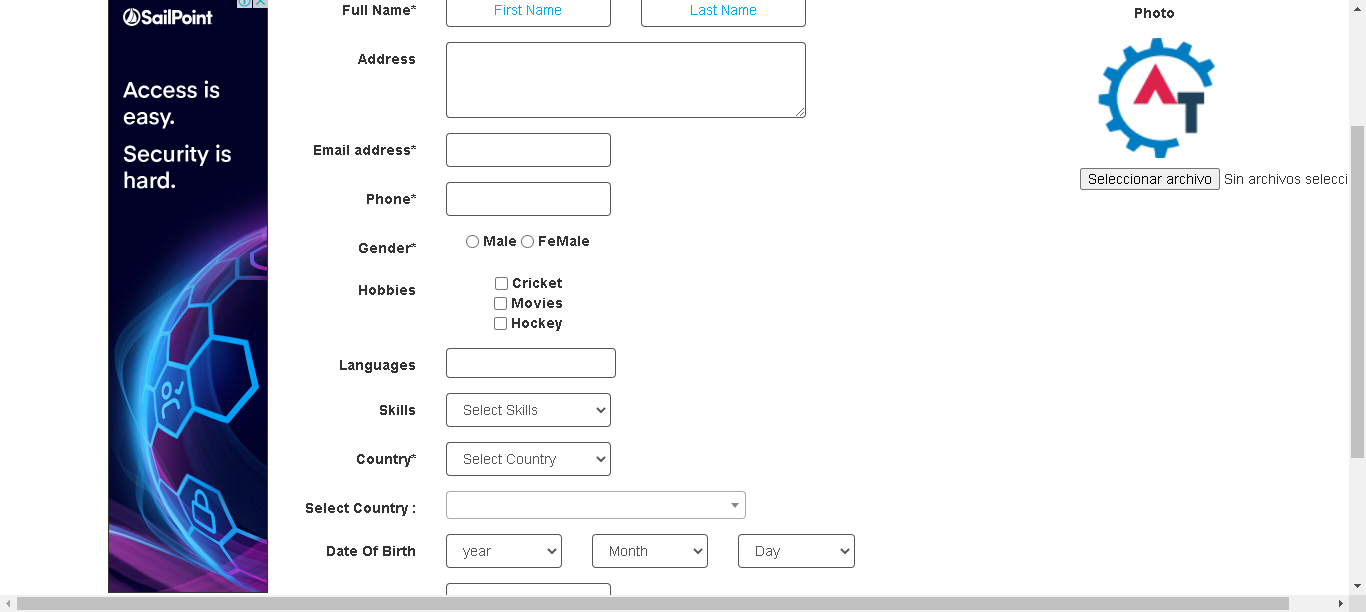 SailPoint
Access is
easy.
Security is
hard.
Full Name*
First Name
Last Name
Address
Email address*
Phone*
Gender*
Male
FeMale
Hobbies
Cricket
Movies
Hockey
Languages
Skills
Select Skills
Country*
Select Country
Select Country :
Date Of Birth
year
Month
Day
Photo
AT
Seleccionar archivo
Sin archivos selecci